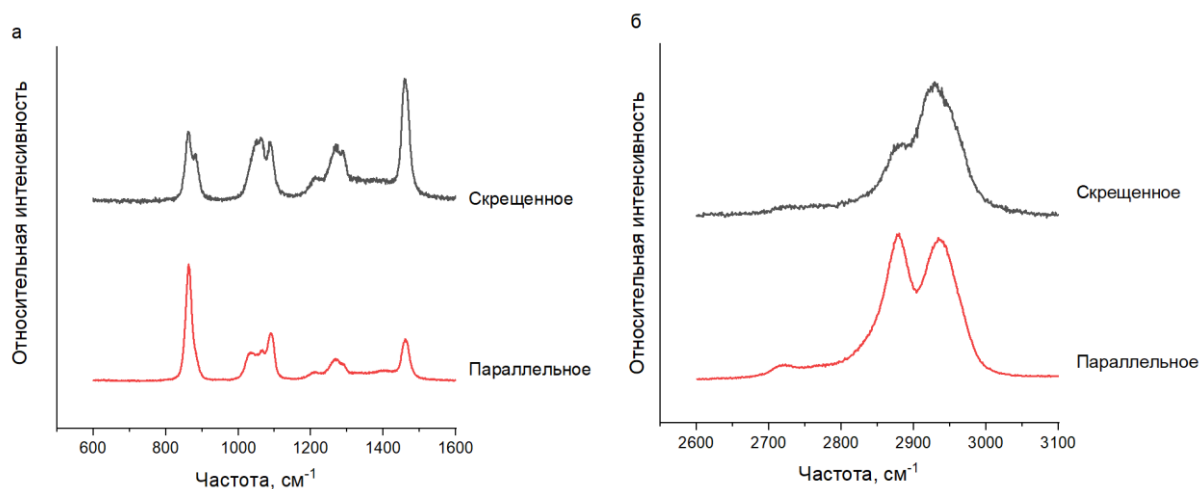 а
Относительная интенсивность
Скрещенное
Параллельное
600 800 1000 1200 1400 1600
Частота, см-1
б
Относительная интенсивность
Скрещенное
Параллельное
2600 2700 2800 2900 3000 3100
Частота, см-1